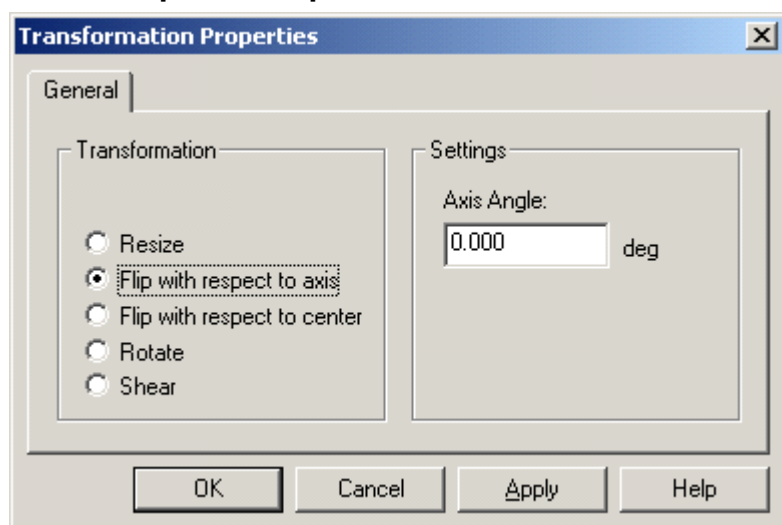 Transformation Properties
General
Transformation
Resize
Flip with respect to axis
Flip with respect to center
Rotate
Shear
Settings
Axis Angle:
0.000 deg
OK Cancel Apply Help